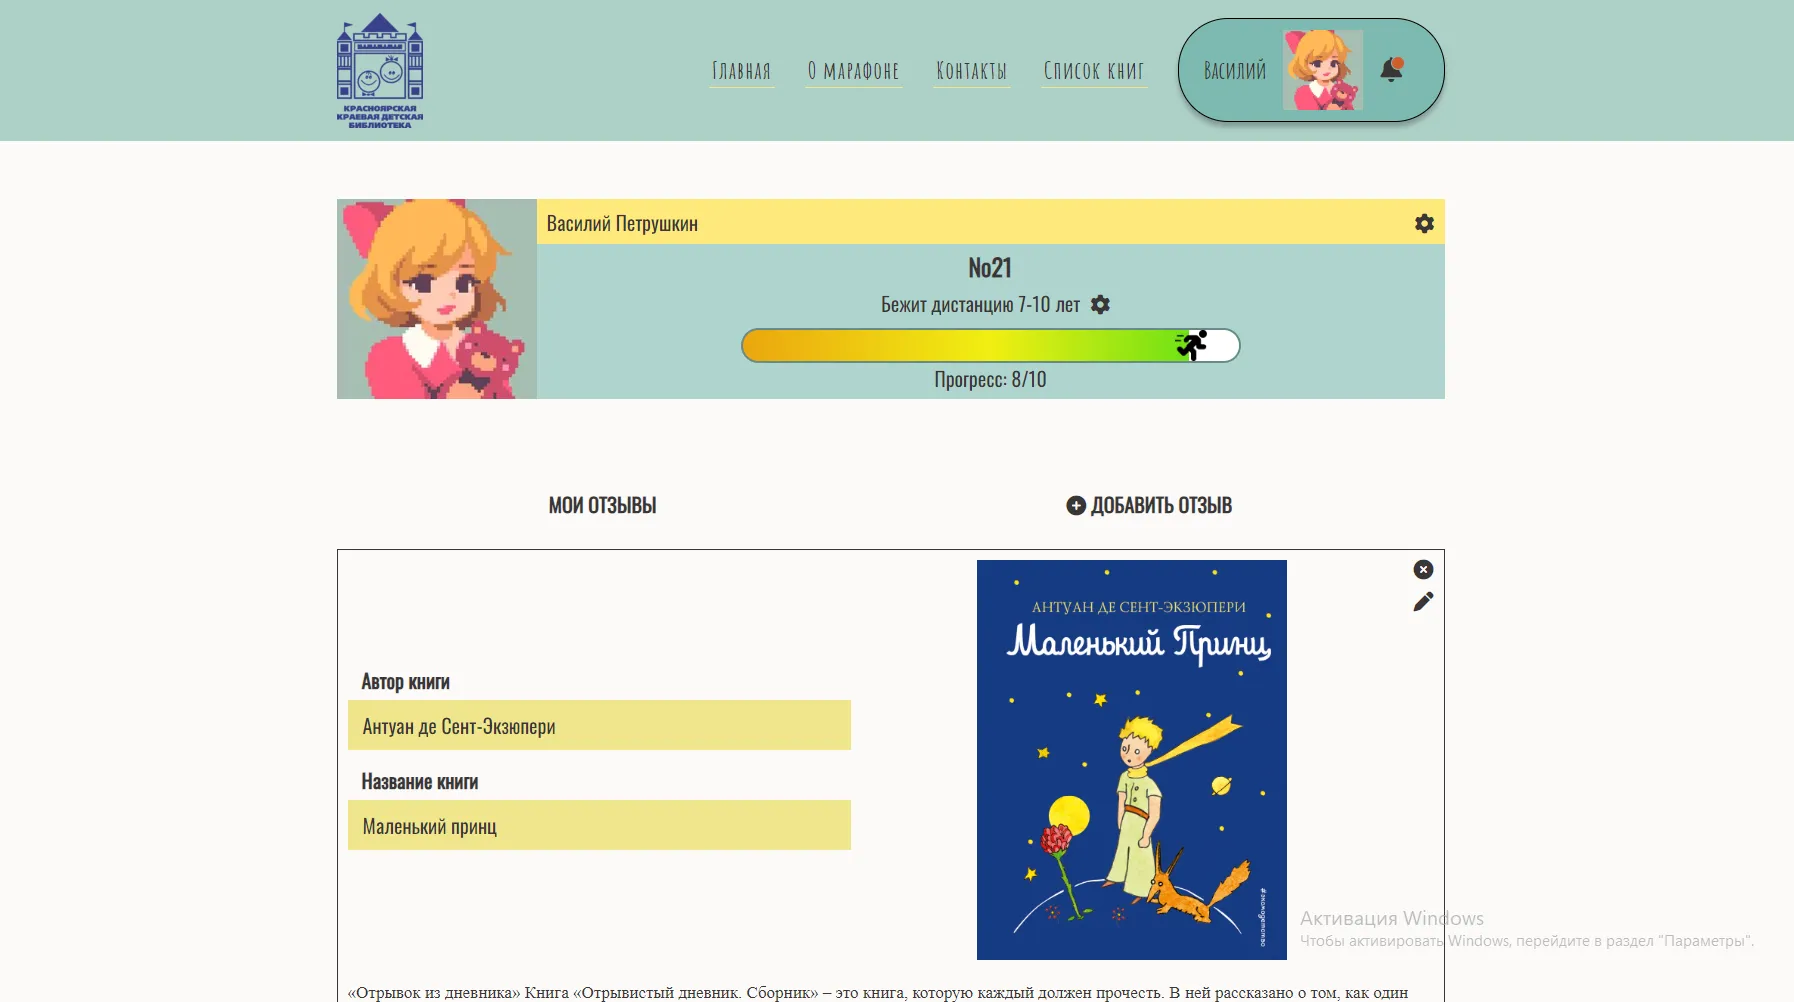 КРАСНОЯРСКАЯ
КРАЕВАЯ ДЕТСКАЯ
БИБЛИОТЕКА
Главная
О марафоне
Контакты
Список книг
Василий
Василий Петрушкин
No21
Бежит дистанцию 7-10 лет
Прогресс: 8/10
МОИ ОТЗЫВЫ
ДОБАВИТЬ ОТЗЫВ
АНТУАН ДЕ СЕНТ-ЭКЗЮПЕРИ
Маленький Принц
#эксмодетство
Автор книги
Антуан де Сент-Экзюпери
Название книги
Маленький принц
Активация Windows
Чтобы активировать Windows, перейдите в раздел "Параметры".
«Отрывок из дневника» Книга «Отрывистый дневник. Сборник» – это книга, которую каждый должен прочесть. В ней рассказано о том, как один